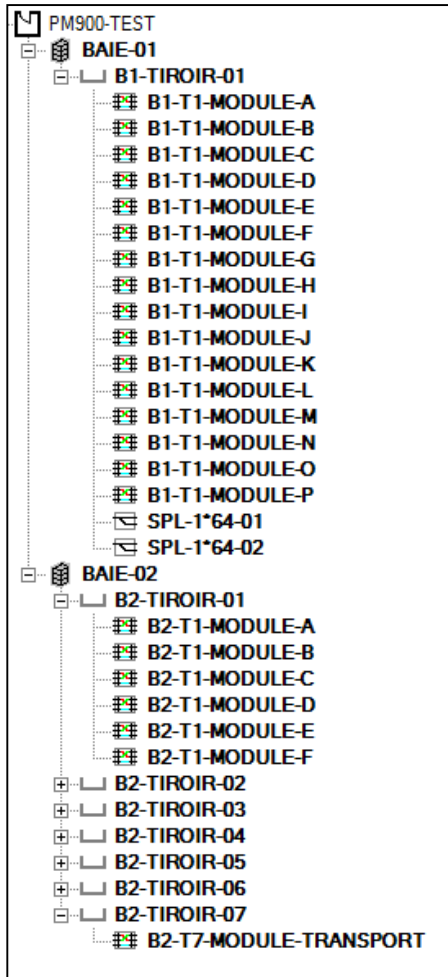 PM900-TEST
BAIE-01
B1-TIROIR-01
B1-T1-MODULE-A
B1-T1-MODULE-B
B1-T1-MODULE-C
B1-T1-MODULE-D
B1-T1-MODULE-E
B1-T1-MODULE-F
B1-T1-MODULE-G
B1-T1-MODULE-H
B1-T1-MODULE-I
B1-T1-MODULE-J
B1-T1-MODULE-K
B1-T1-MODULE-L
B1-T1-MODULE-M
B1-T1-MODULE-N
B1-T1-MODULE-O
B1-T1-MODULE-P
SPL-1*64-01
SPL-1*64-02
BAIE-02
B2-TIROIR-01
B2-T1-MODULE-A
B2-T1-MODULE-B
B2-T1-MODULE-C
B2-T1-MODULE-D
B2-T1-MODULE-E
B2-T1-MODULE-F
B2-TIROIR-02
B2-TIROIR-03
B2-TIROIR-04
B2-TIROIR-05
B2-TIROIR-06
B2-TIROIR-07
B2-T7-MODULE-TRANSPORT